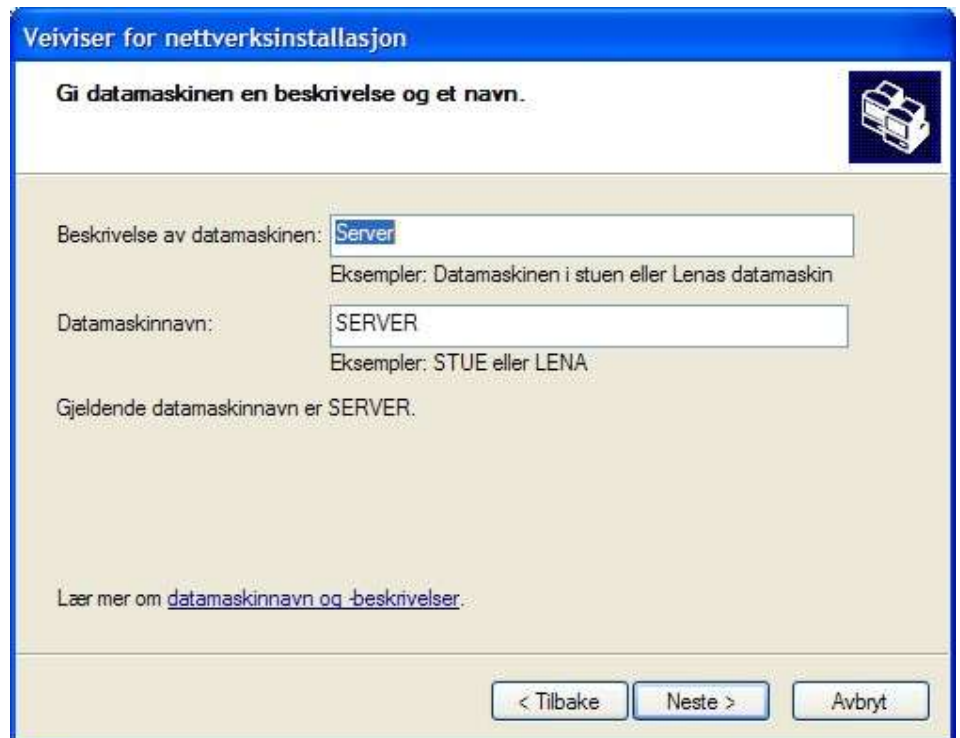 Veiviser for nettverksinstallasjon
Gi datamaskinen en beskrivelse og et navn.
Beskrivelse av datamaskinen: Server
Eksempler: Datamaskinen i stuen eller Lenas datamaskin
Datamaskinnavn: SERVER
Eksempler: STUE eller LENA
Gjeldende datamaskinnavn er SERVER.
Lær mer om datamaskinnavn og -beskrivelser.
< Tilbake Neste > Avbryt